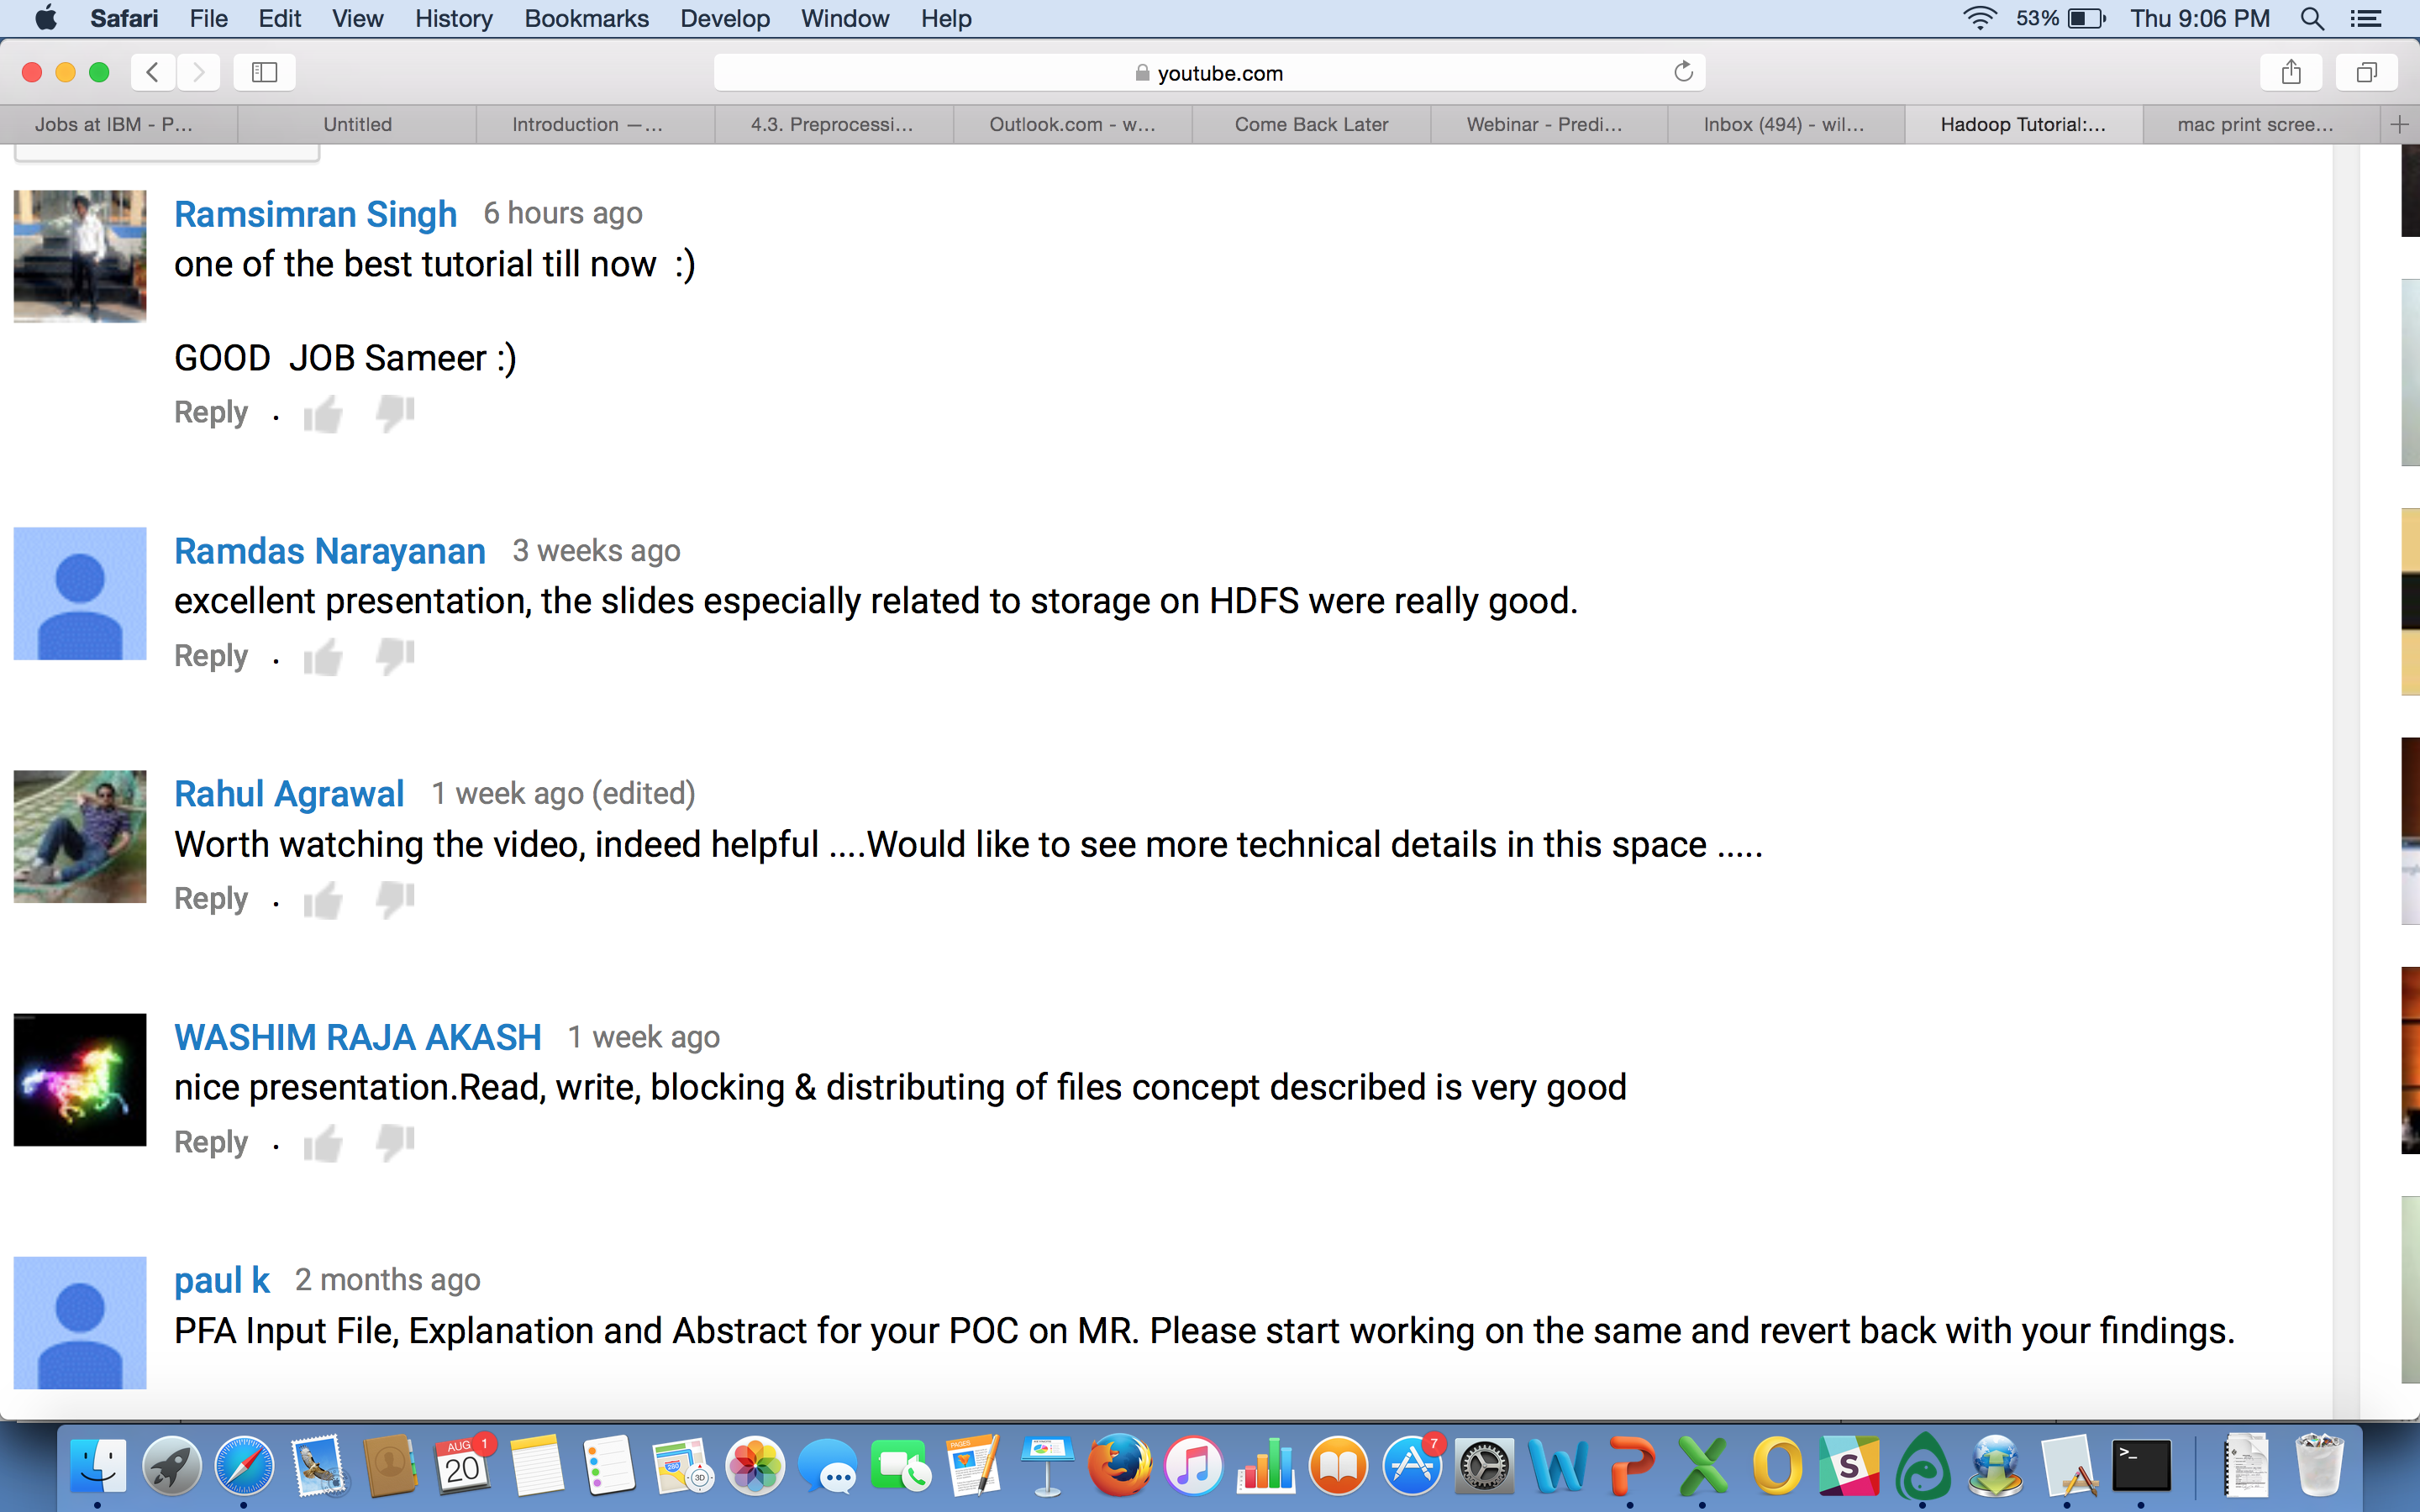 Safari File Edit View History Bookmarks Develop Window Help 53% Thu 9:06 PM
youtube.com
Jobs at IBM - P... Untitled Introduction —... 4.3. Preprocessi... Outlook.com - w... Come Back Later Webinar - Predi... Inbox (494) - wil... Hadoop Tutorial:... mac print scree...
Ramsimran Singh 6 hours ago
one of the best tutorial till now :)
GOOD JOB Sameer :)
Reply .
Ramdas Narayanan 3 weeks ago
excellent presentation, the slides especially related to storage on HDFS were really good.
Reply .
Rahul Agrawal 1 week ago (edited)
Worth watching the video, indeed helpful ....Would like to see more technical details in this space .....
Reply .
WASHIM RAJA AKASH 1 week ago
nice presentation.Read, write, blocking & distributing of files concept described is very good
Reply .
paul k 2 months ago
PFA Input File, Explanation and Abstract for your POC on MR. Please start working on the same and revert back with your findings.
AUG 1 PAGES 7
20 3D W P X O S >_